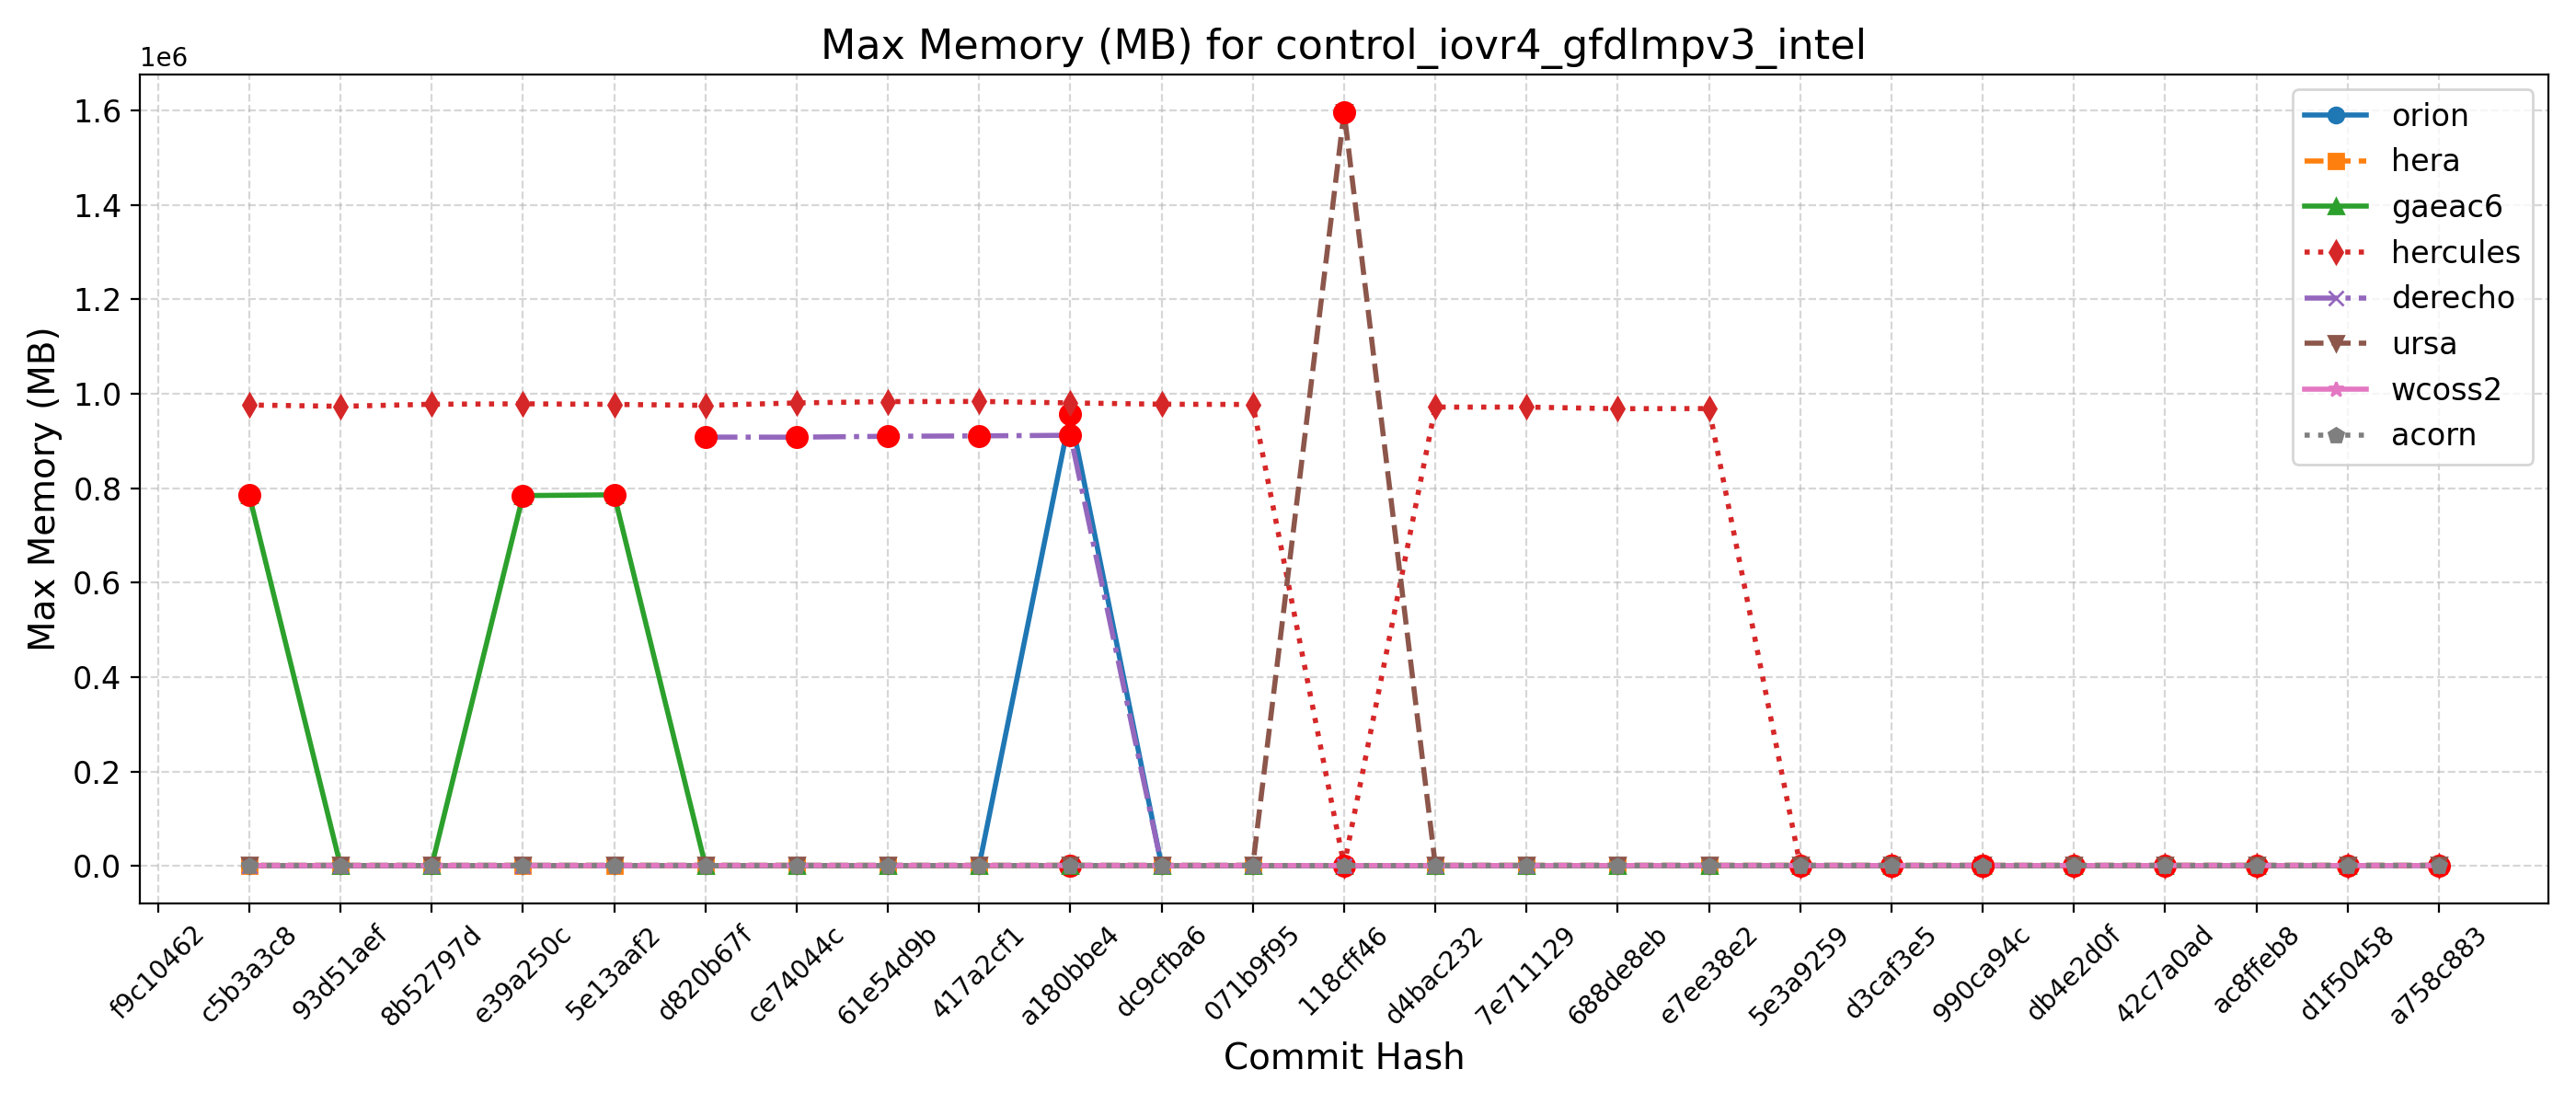 Max Memory (MB) for control_iovr4_gfdlmpv3_intel
1e6
1.6
1.4
1.2
1.0
0.8
0.6
0.4
0.2
0.0
Max Memory (MB)
orion
hera
gaeac6
hercules
derecho
ursa
wcoss2
acorn
f9c10462
c5b3a3c8
93d51aef
8b52797d
e39a250c
5e13aaf2
d820b67f
ce74044c
61e54d9b
417a2cf1
a180bbe4
dc9cfba6
071b9f95
118cff46
d4bac232
7e711129
688de8eb
e7ee38e2
5e3a9259
d3caf3e5
990ca94c
db4e2d0f
42c7a0ad
ac8ffeb8
d1f50458
a758c883
Commit Hash